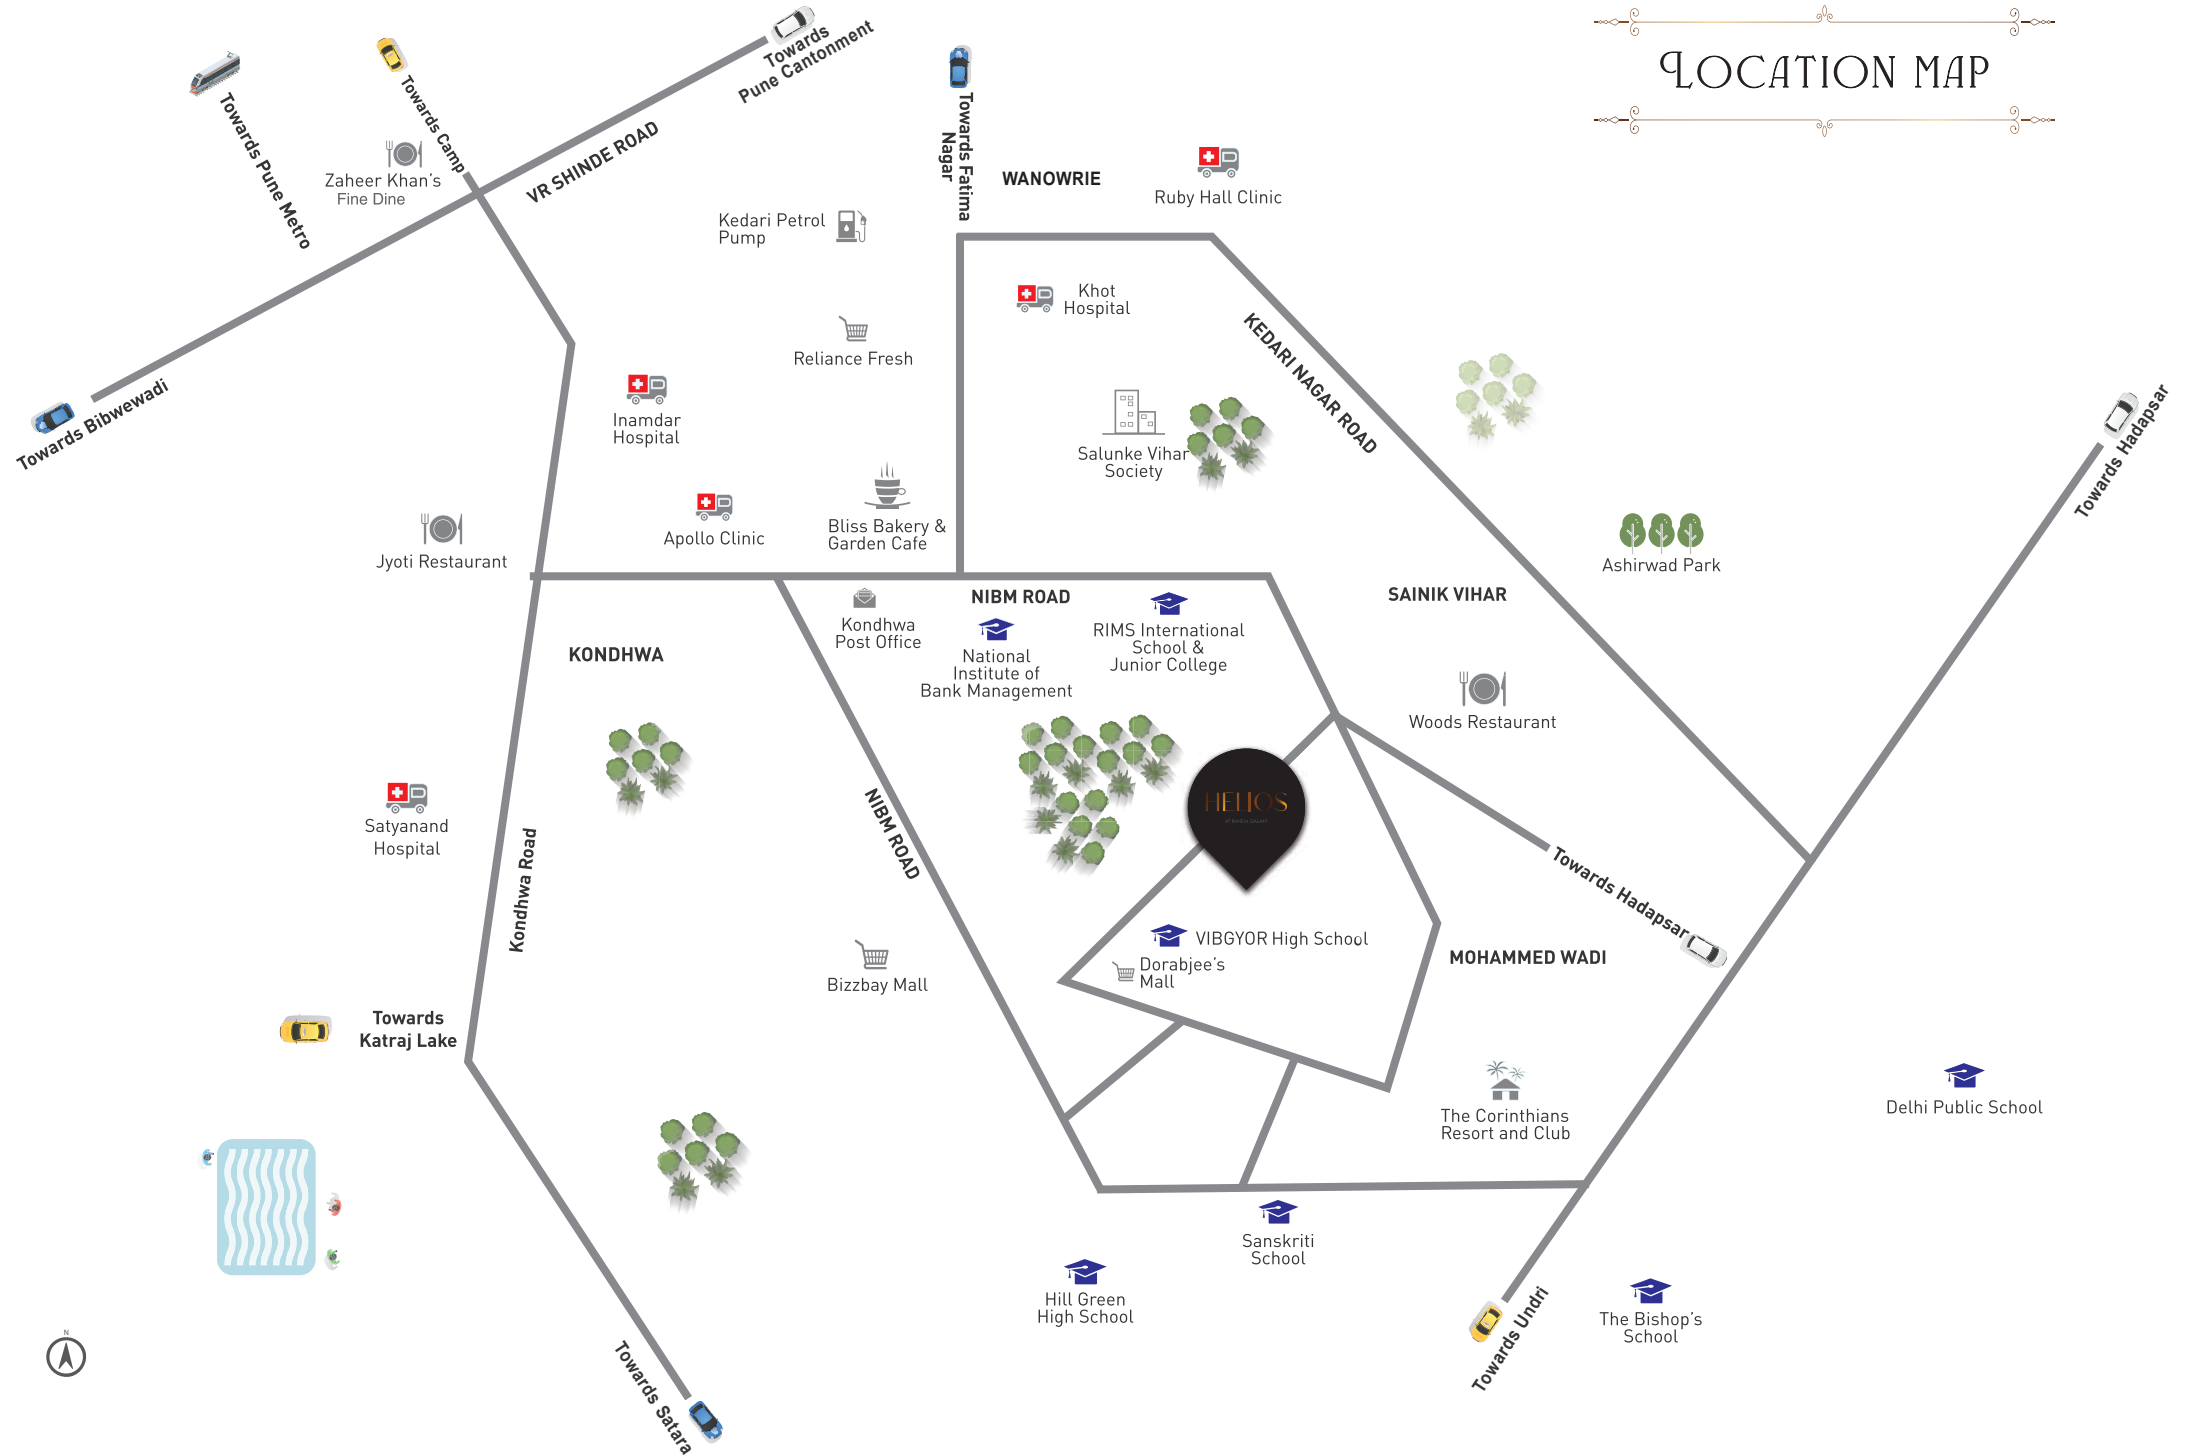 LOCATION MAP
Towards
Pune Cantonment
Towards Camp
Towards Pune Metro
Zaheer Khan's
Fine Dine
VR SHINDE ROAD
Towards Fatima
Nagar
WANOWRIE
Ruby Hall Clinic
Kedari Petrol
Pump
Khot
Hospital
Reliance Fresh
KEDARI NAGAR ROAD
Towards Bibwewadi
Inamdar
Hospital
Salunke Vihar
Society
Towards Hadapsar
Jyoti Restaurant
Apollo Clinic
Bliss Bakery &
Garden Cafe
Ashirwad Park
NIBM ROAD
SAINIK VIHAR
Kondhwa
Post Office
KONDHWA
National
Institute of
Bank Management
RIMS International
School &
Junior College
Woods Restaurant
HELIOS
Satyanand
Hospital
Kondhwa Road
NIBM ROAD
Towards Hadapsar
VIBGYOR High School
Dorabjee's
Mall
MOHAMMED WADI
Bizzbay Mall
Towards
Katraj Lake
The Corinthians
Resort and Club
Delhi Public School
Sanskriti
School
Hill Green
High School
Towards Undri
The Bishop's
School
Towards Satara
N